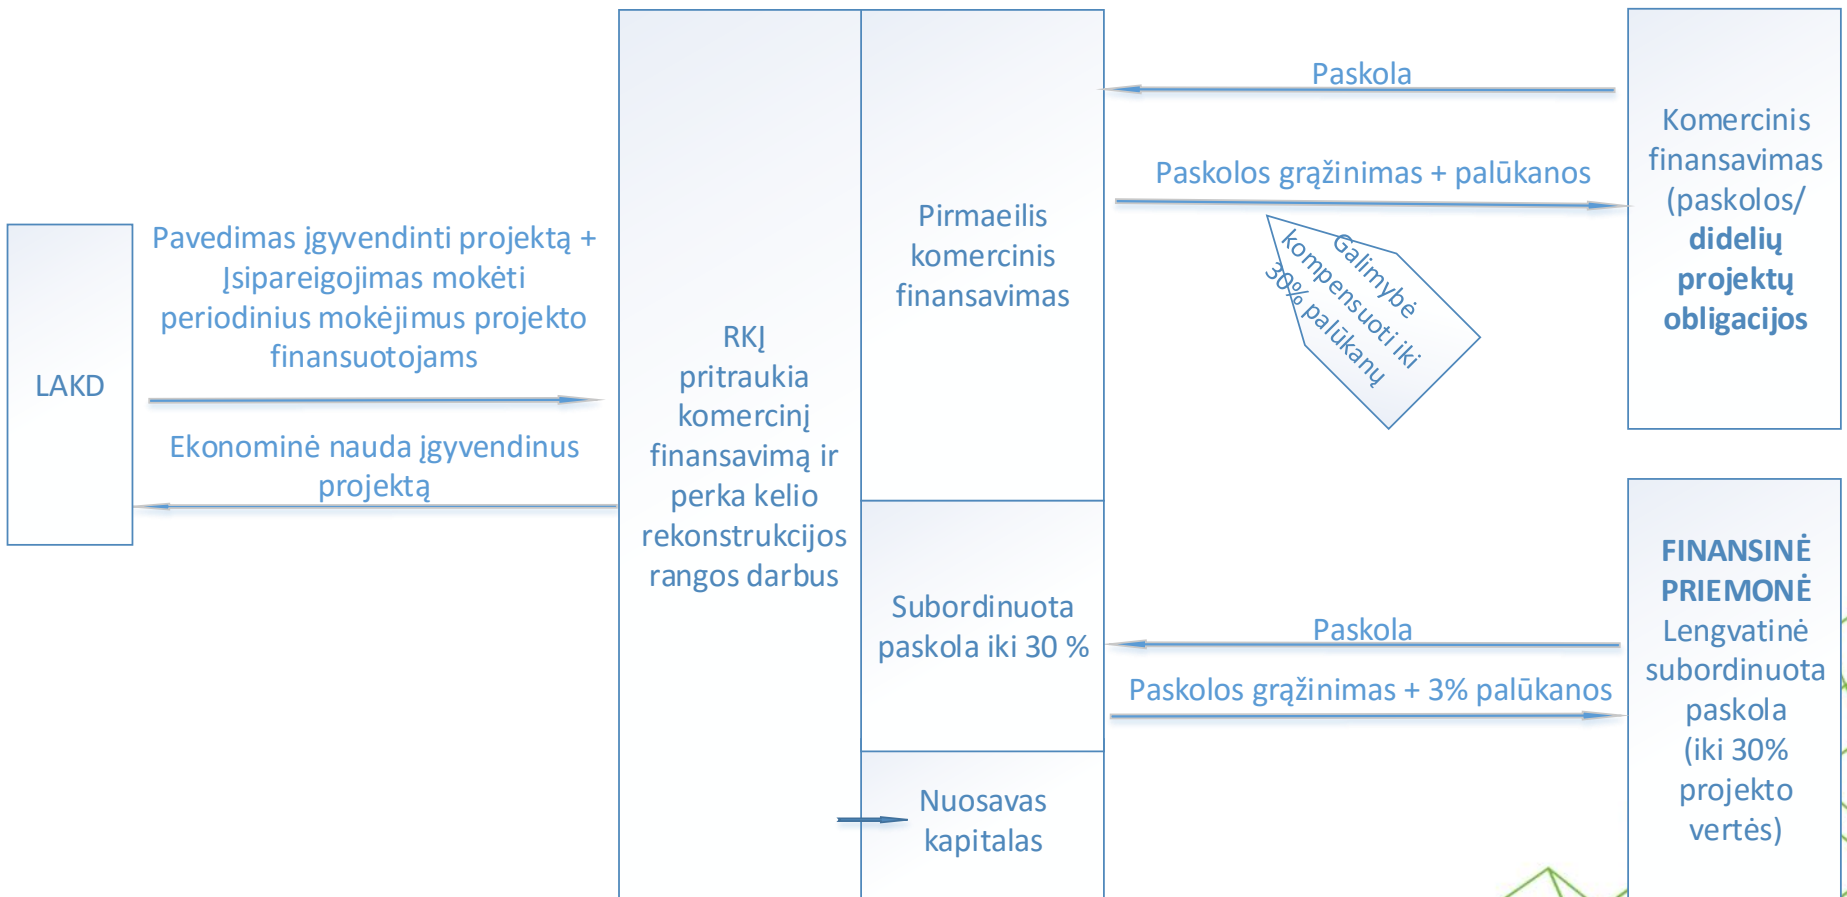 LAKD
Pavedimas įgyvendinti projektą +
Įsipareigojimas mokėti
periodinius mokėjimus projekto
finansuotojams
Ekonominė nauda įgyvendinus
projektą
RKĮ
pritraukia
komercinį
finansavimą ir
perka kelio
rekonstrukcijos
rangos darbus
Pirmaeilis
komercinis
finansavimas
Subordinuota
paskola iki 30 %
Nuosavas
kapitalas
Paskola
Paskolos grąžinimas + palūkanos
Galimybė
kompensuoti iki
30% palūkanų
Paskola
Paskolos grąžinimas + 3% palūkanos
Komercinis
finansavimas
(paskolos/
didelių
projektų
obligacijos
FINANSINĖ
PRIEMONĖ
Lengvatinė
subordinuota
paskola
(iki 30%
projekto
vertės)